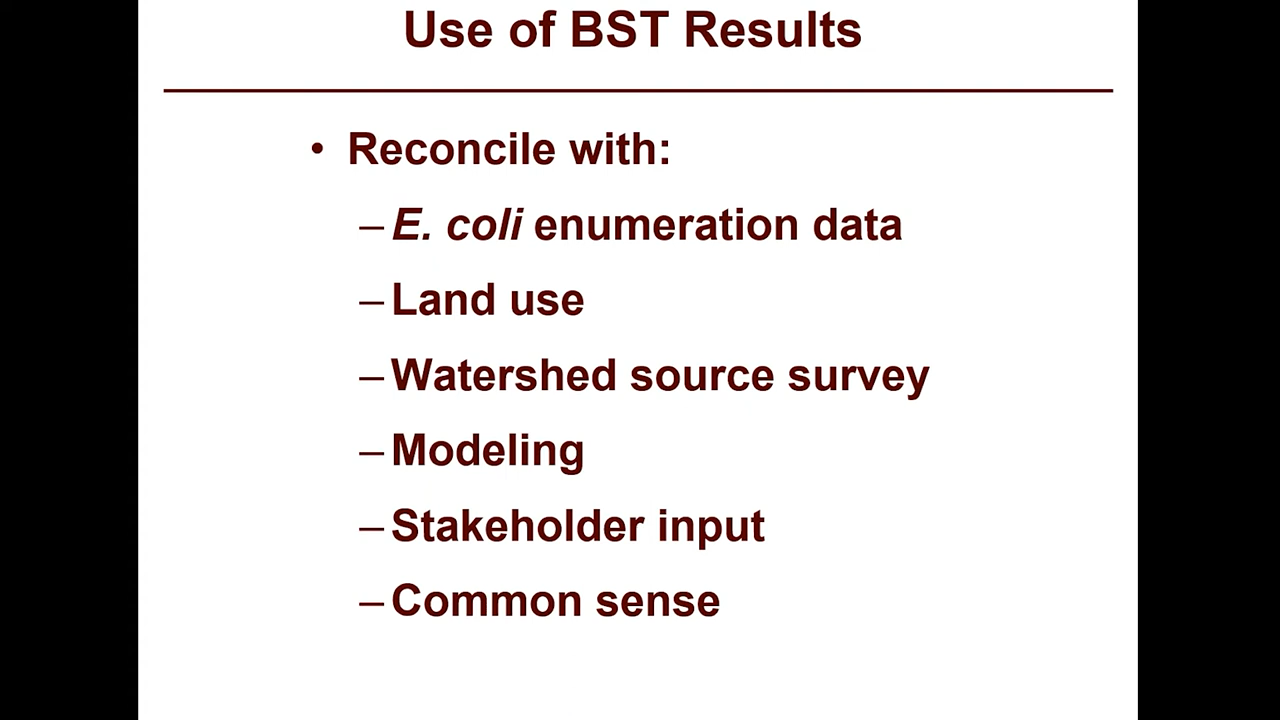 Use of BST Results
• Reconcile with:
– E. coli enumeration data
– Land use
– Watershed source survey
– Modeling
– Stakeholder input
– Common sense